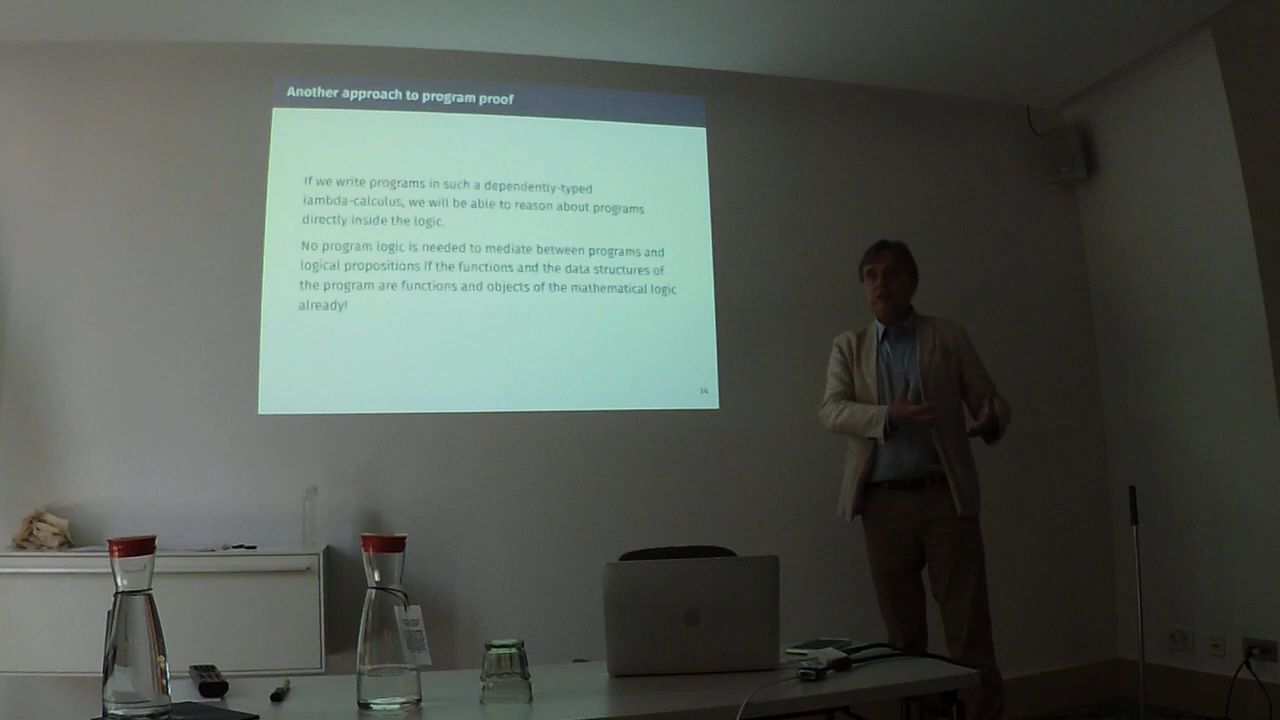 Another approach to program proof
If we write programs in such a dependently-typed
lambda-calculus, we will be able to reason about programs
directly inside the logic.
No program logic is needed to mediate between programs and
logical propositions if the functions and the data structures of
the program are functions and objects of the mathematical logic
already!